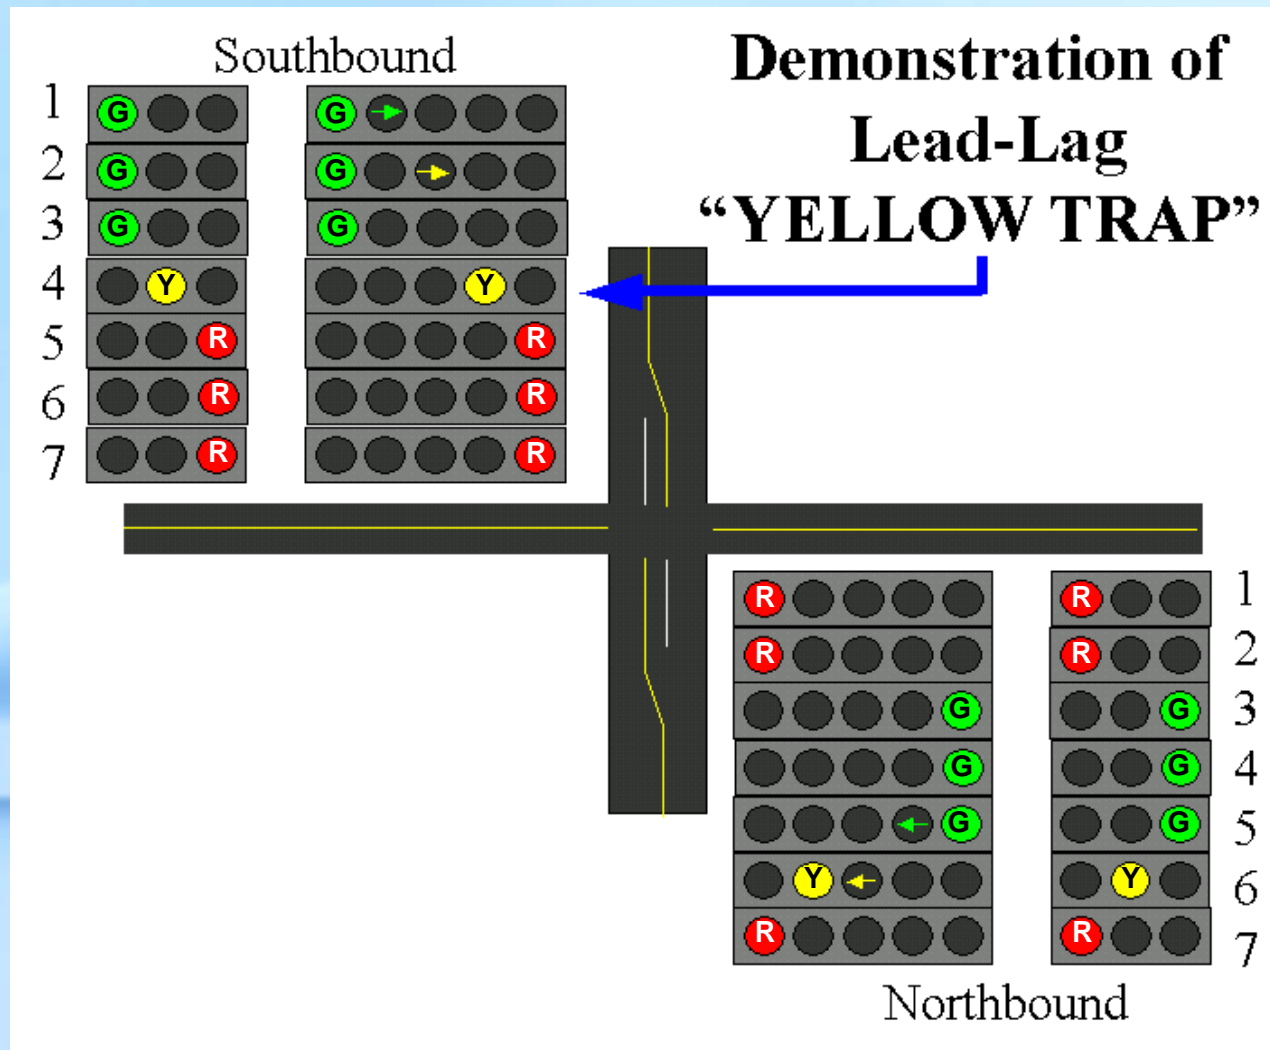 Southbound
Demonstration of
Lead-Lag
“YELLOW TRAP”
1 G G
2 G G
3 G G
4 Y Y
5 R R
6 R R
7 R R
R R 1
R R 2
G G 3
G G 4
G G 5
Y Y 6
R R 7
Northbound